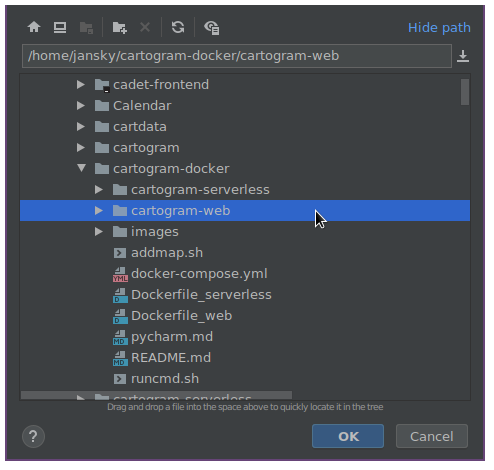 Hide path
/home/jansky/cartogram-docker/cartogram-web
cadet-frontend
Calendar
cartdata
cartogram
cartogram-docker
cartogram-serverless
cartogram-web
images
addmap.sh
docker-compose.yml
Dockerfile_serverless
Dockerfile_web
pycharm.md
README.md
runcmd.sh
cartogram-serverless
Drag and drop a file into the space above to quickly locate it in the tree
? OK Cancel